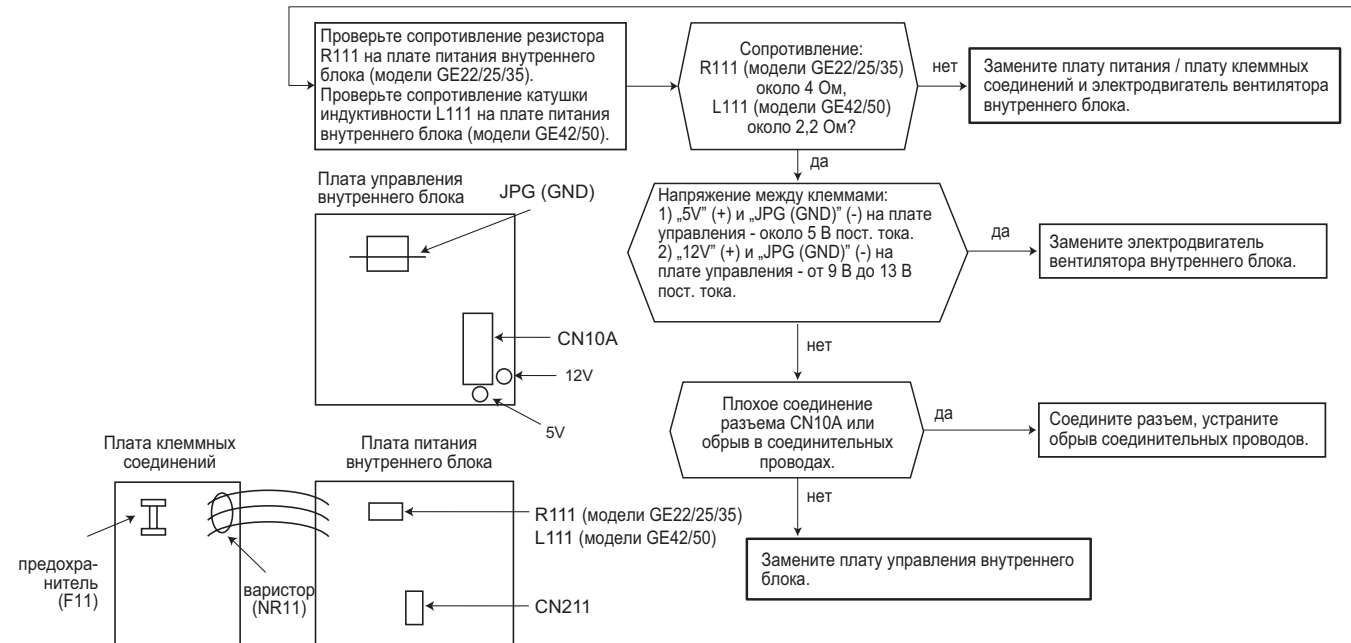 Проверьте сопротивление резистора
R111 на плате питания внутреннего
блока (модели GE22/25/35).
Проверьте сопротивление катушки
индуктивности L111 на плате питания
внутреннего блока (модели GE42/50).
Сопротивление:
R111 (модели GE22/25/35)
около 4 Ом,
L111 (модели GE42/50)
около 2,2 Ом?
нет
Замените плату питания / плату клеммных
соединений и электродвигатель вентилятора
внутреннего блока.
да
Плата управления
внутреннего блока
JPG (GND)
CN10A
12V
5V
Напряжение между клеммами:
1) „5V” (+) и „JPG (GND)” (-) на плате
управления - около 5 В пост. тока.
2) „12V” (+) и „JPG (GND)” (-) на
плате управления - от 9 В до 13 В
пост. тока.
да
Замените электродвигатель
вентилятора внутреннего блока.
нет
Плохое соединение
разъема CN10A или
обрыв в соединительных
проводах.
да
Соедините разъем, устраните
обрыв соединительных проводов.
нет
Замените плату управления внутреннего
блока.
Плата клеммных
соединений
предохра-
нитель
(F11)
варистор
(NR11)
Плата питания
внутреннего блока
R111 (модели GE22/25/35)
L111 (модели GE42/50)
CN211